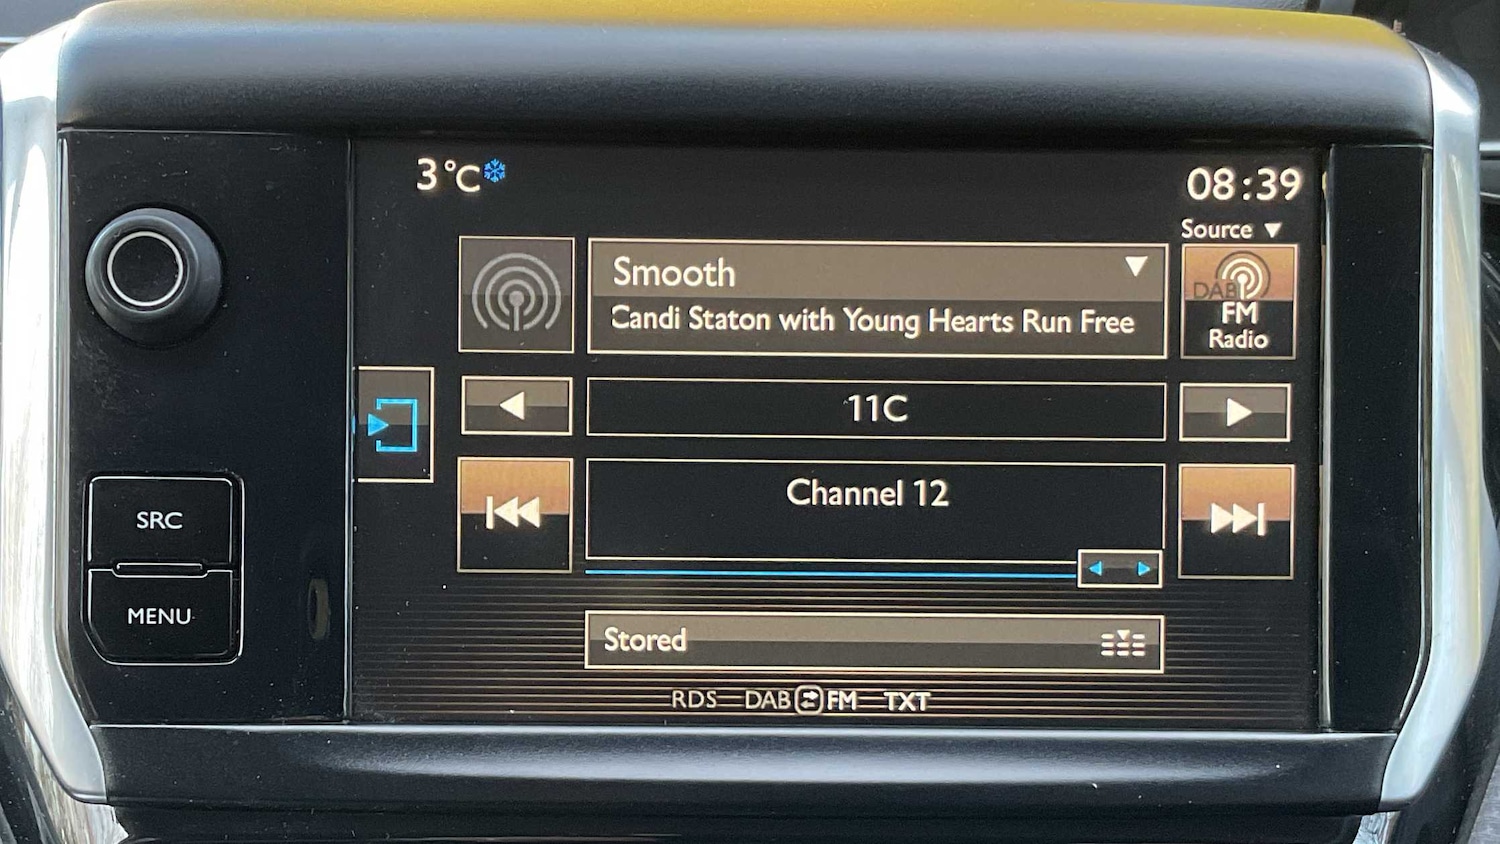 3°C
08:39
Source
Smooth
Candi Staton with Young Hearts Run Free
DAB
FM
Radio
11C
Channel 12
SRC
MENU
Stored
RDS DAB FM TXT